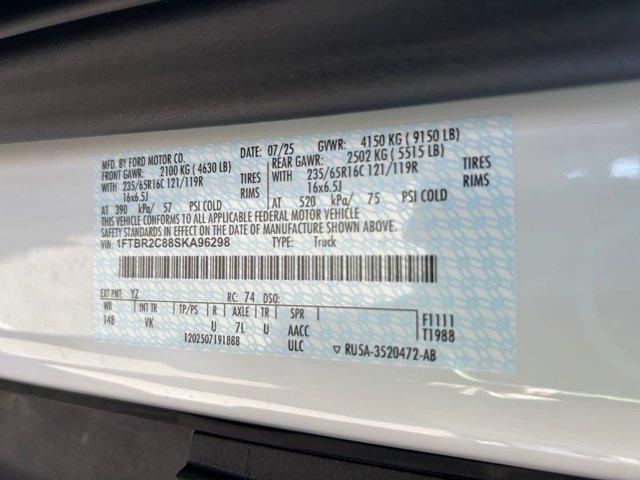 MFD. BY FORD MOTOR CO. DATE: 07/25 GVWR: 4150 KG ( 9150 LB)
FRONT GAWR: 2100 KG ( 4630 LB) REAR GAWR: 2502 KG ( 5515 LB)
WITH 235/65R16C 121/119R TIRES WITH 235/65R16C 121/119R TIRES
16x6.5J RIMS 16x6.5J RIMS
AT 390 kPa/ 57 PSI COLD AT 520 kPa/ 75 PSI COLD
THIS VEHICLE CONFORMS TO ALL APPLICABLE FEDERAL MOTOR VEHICLE
SAFETY STANDARDS IN EFFECT ON THE DATE OF MANUFACTURE SHOWN ABOVE.
VIN: 1FTBR2C88SKA96298 TYPE: Truck
EXT PNT: YZ RC: 74 DSO:
WB INT TR TP/PS R AXLE TR SPR
148 VK U 7L U AACC
ULC
1202507191888
F1111
T1988
▽ RU5A-3520472-AB